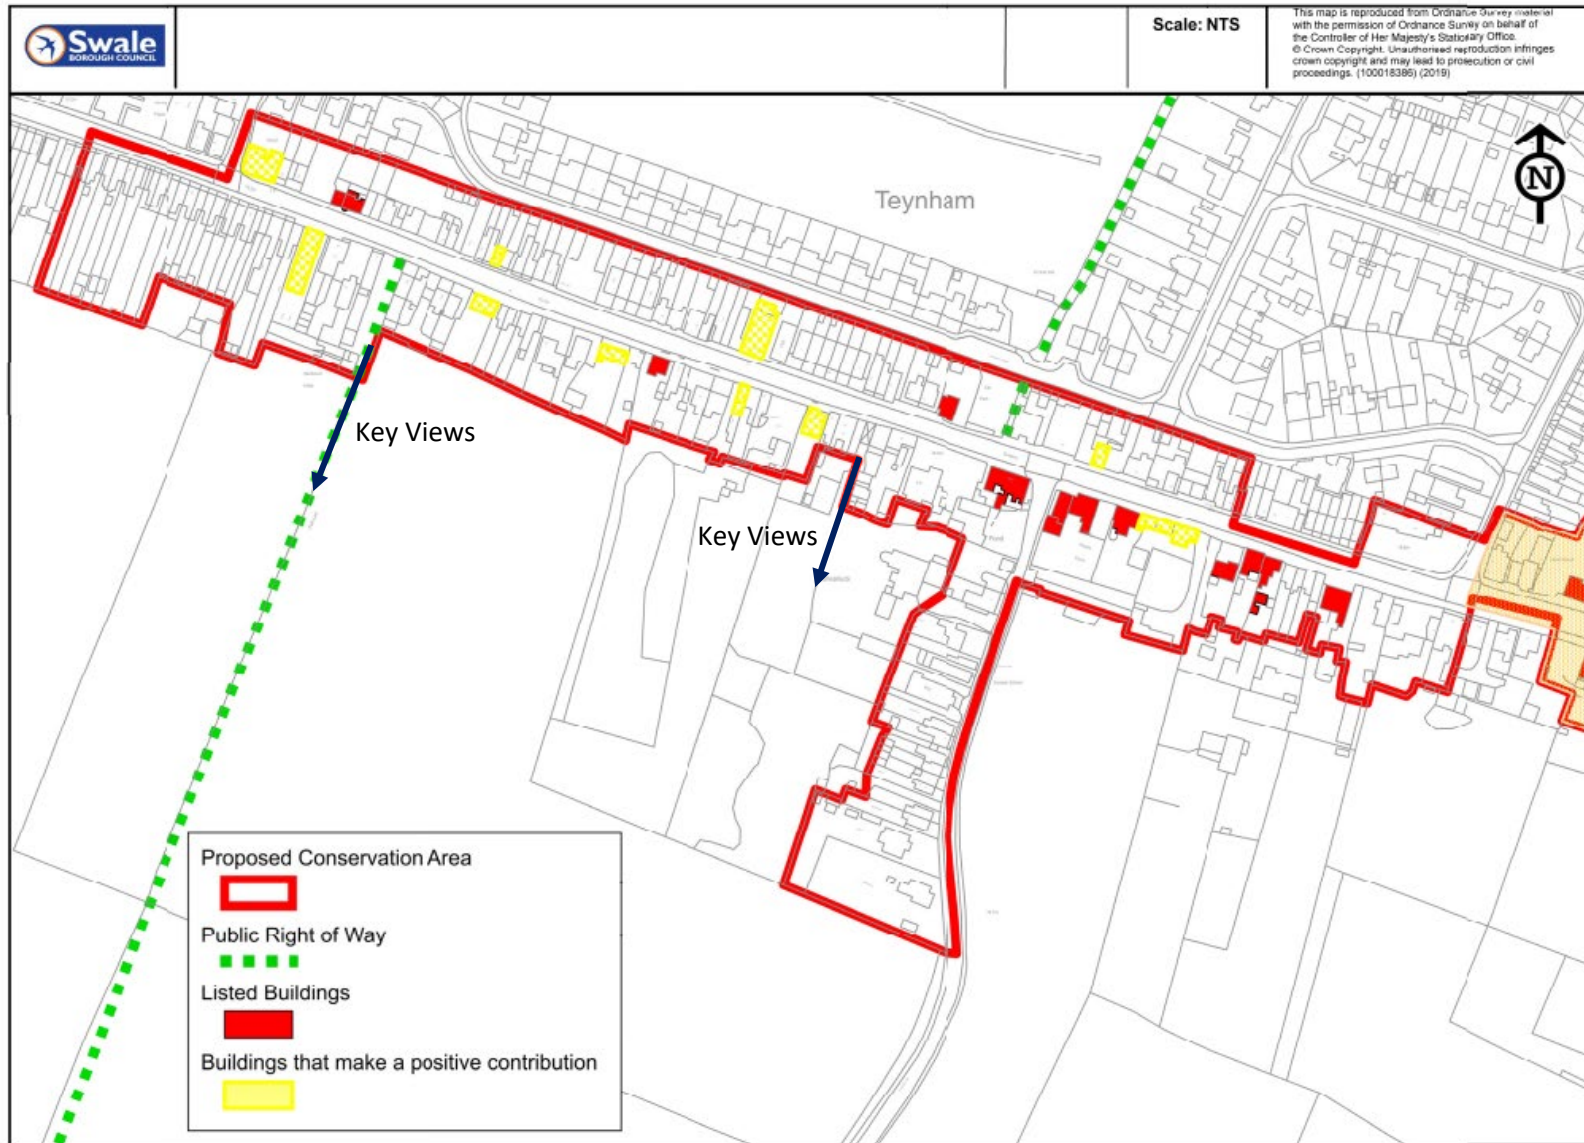 Swale
BOROUGH COUNCIL
Scale: NTS
This map is reproduced from Ordnance Survey material
with the permission of Ordnance Survey on behalf of
the Controller of Her Majesty's Stationary Office.
© Crown Copyright. Unauthorised reproduction infringes
crown copyright and may lead to prosecution or civil
proceedings. (100018386) (2019)
N
Teynham
Key Views
Key Views
Proposed Conservation Area
Public Right of Way
Listed Buildings
Buildings that make a positive contribution